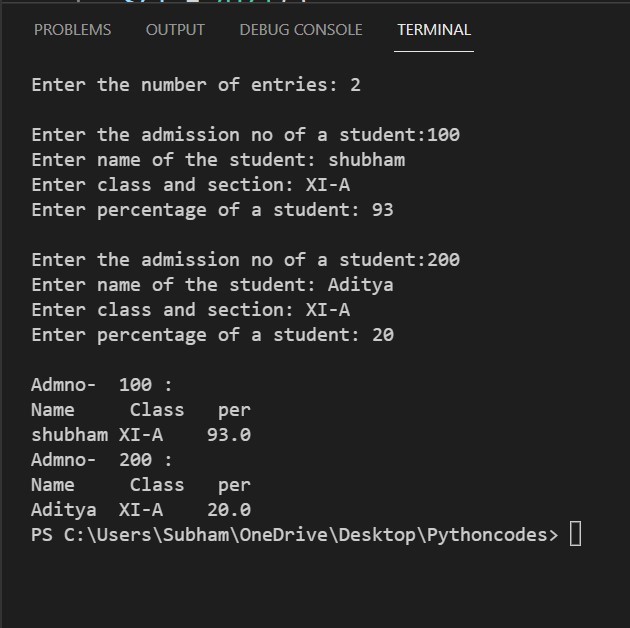 PROBLEMS OUTPUT DEBUG CONSOLE TERMINAL
Enter the number of entries: 2
Enter the admission no of a student:100
Enter name of the student: shubham
Enter class and section: XI-A
Enter percentage of a student: 93
Enter the admission no of a student:200
Enter name of the student: Aditya
Enter class and section: XI-A
Enter percentage of a student: 20
Admno-  100 :
Name     Class   per
shubham XI-A    93.0
Admno-  200 :
Name     Class   per
Aditya  XI-A    20.0
PS C:\Users\Subham\OneDrive\Desktop\Pythoncodes>